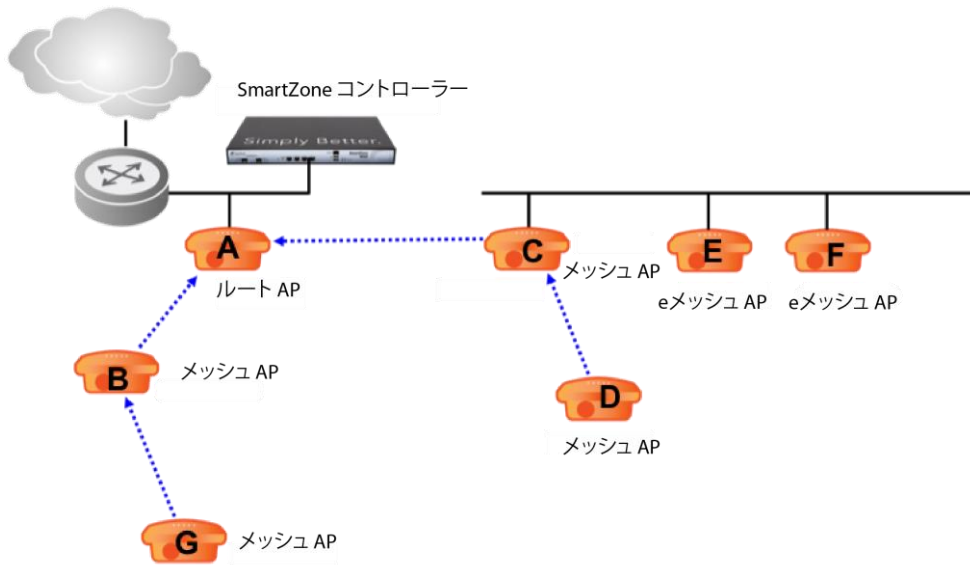 SmartZone コントローラー
Simply Better.
A
ルート AP
C
メッシュ AP
E
eメッシュ AP
F
eメッシュ AP
B
メッシュ AP
D
メッシュ AP
G
メッシュ AP